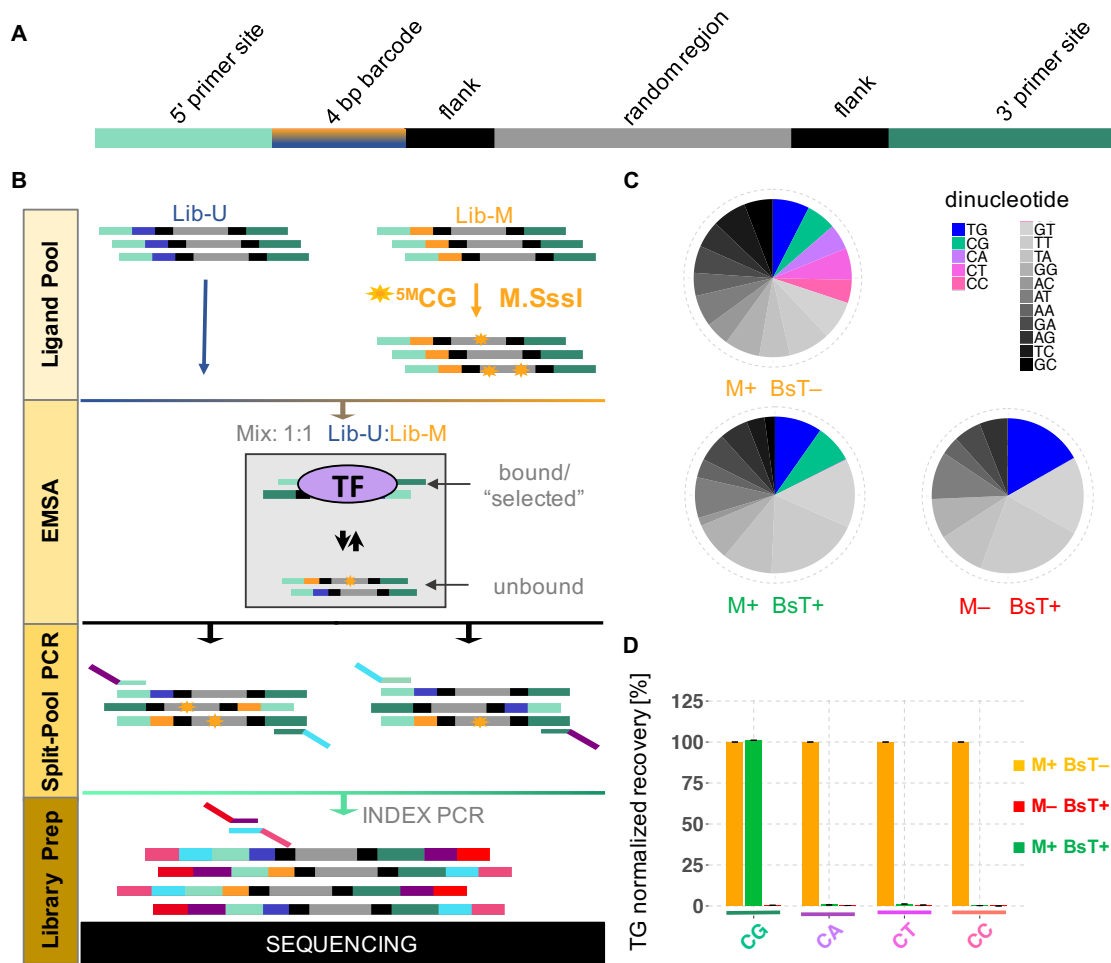 A
5' primer site
4 bp barcode
flank
random region
flank
3' primer site
B
Ligand Pool
EMSA
Split-Pool PCR
Library Prep
Lib-U
Lib-M
5MCG
M.SssI
Mix: 1:1 Lib-U:Lib-M
TF
bound/
“selected”
unbound
INDEX PCR
SEQUENCING
C
dinucleotide
TG
CG
CA
CT
CC
GT
TT
TA
GG
AC
AT
AA
GA
AG
TC
GC
M+ BsT–
M+ BsT+
M– BsT+
D
TG normalized recovery [%]
125
100
75
50
25
0
CG
CA
CT
CC
M+ BsT–
M– BsT+
M+ BsT+